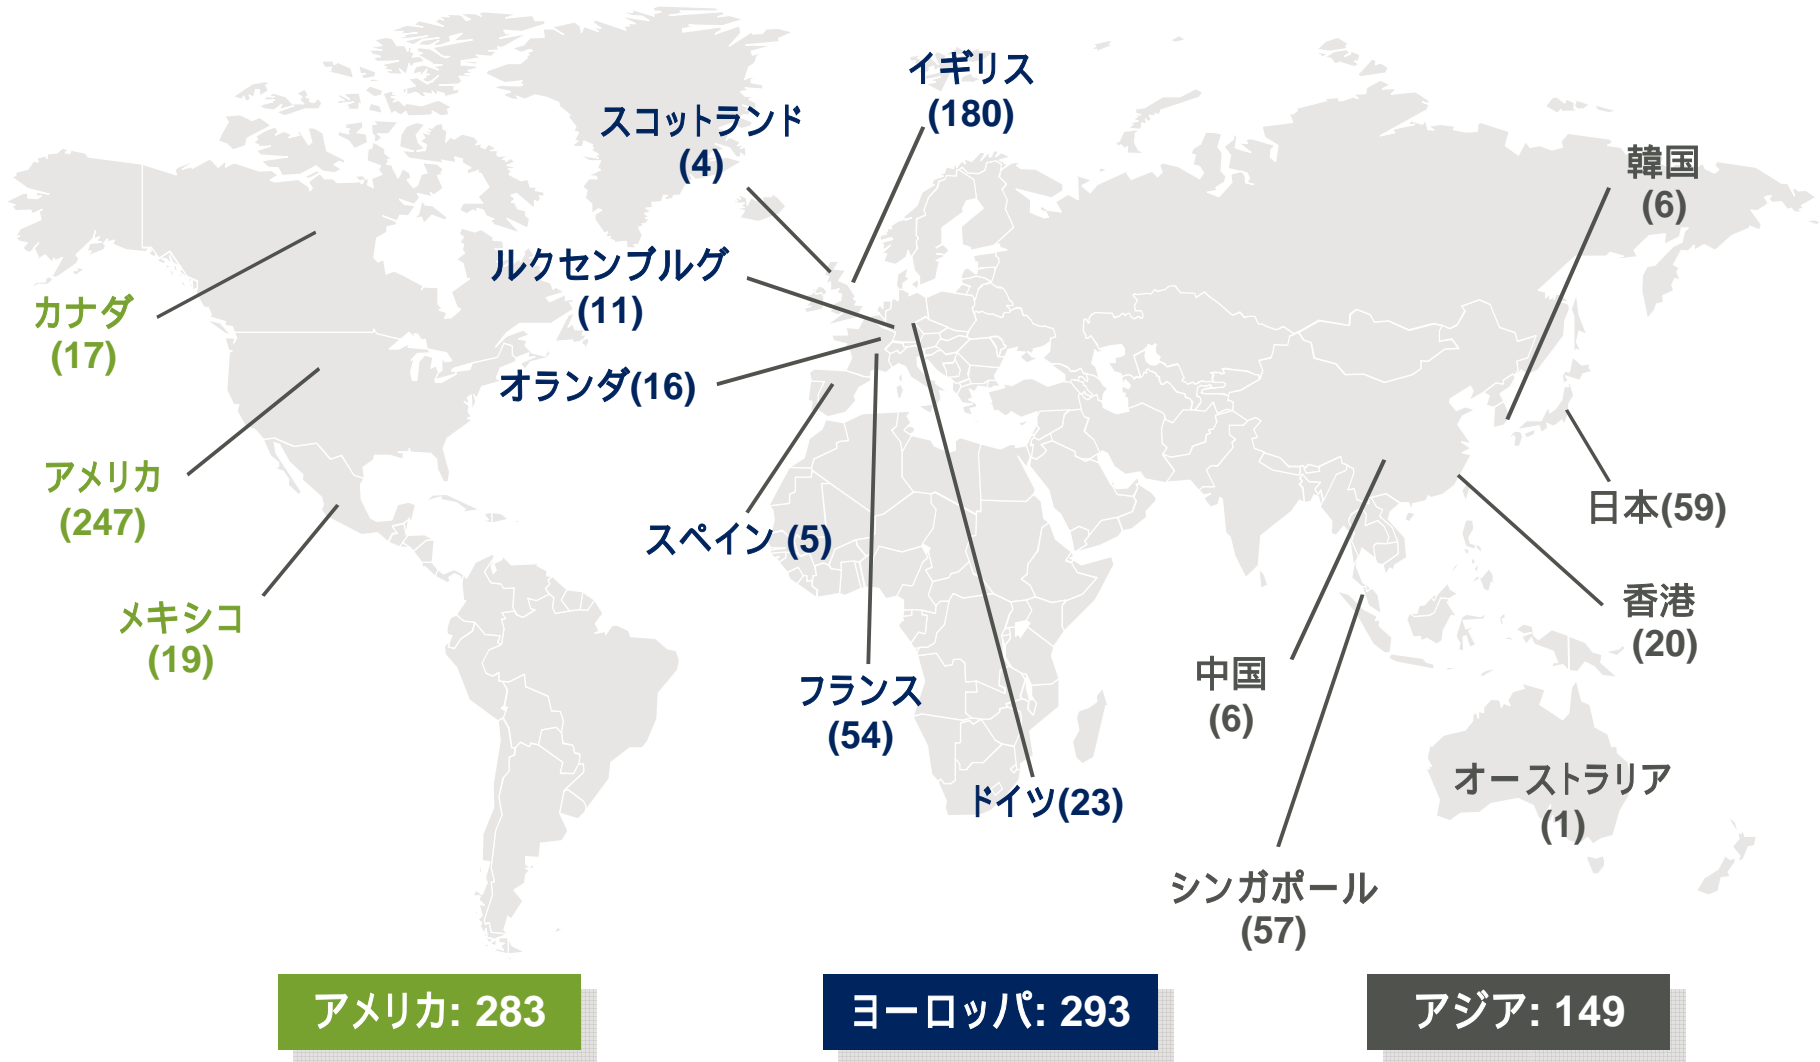 イギリス
(180)
スコットランド
(4)
韓国
(6)
ルクセンブルグ
(11)
カナダ
(17)
オランダ(16)
アメリカ
(247)
日本(59)
スペイン (5)
メキシコ
(19)
香港
(20)
中国
(6)
フランス
(54)
オーストラリア
(1)
ドイツ(23)
シンガポール
(57)
アメリカ: 283
ヨーロッパ: 293
アジア: 149